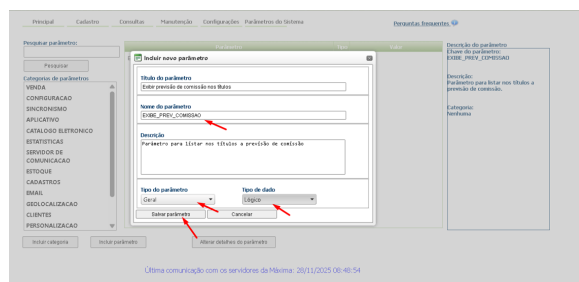 Principal Cadastro Consultas Manutenção Configurações Parâmetros do Sistema Perguntas frequentes
Pesquisar parâmetro:
Pesquisar
Categorias de parâmetros
VENDA
CONFIGURACAO
SINCRONISMO
APLICATIVO
CATALOGO ELETRONICO
ESTATISTICAS
SERVIDOR DE
COMUNICACAO
ESTOQUE
CADASTROS
EMAIL
GEOLOCALIZACAO
CLIENTES
PERSONALIZACAO
Incluir categoria Incluir parâmetro Alterar detalhes do parâmetro
Parâmetro Tipo Valor
Incluir novo parâmetro
Título do parâmetro
Exibir previsão de comissão nos títulos
Nome do parâmetro
EXIBE_PREV_COMISSAO
Descrição
Parâmetro para listar nos títulos a previsão de comissão
Tipo do parâmetro Tipo de dado
Geral Lógico
Salvar parâmetro Cancelar
Descrição do parâmetro
Chave do parâmetro:
EXIBE_PREV_COMISSAO
Descrição:
Parâmetro para listar nos títulos a
previsão de comissão.
Categoria:
Nenhuma
Última comunicação com os servidores da Máxima: 28/11/2025 08:48:54